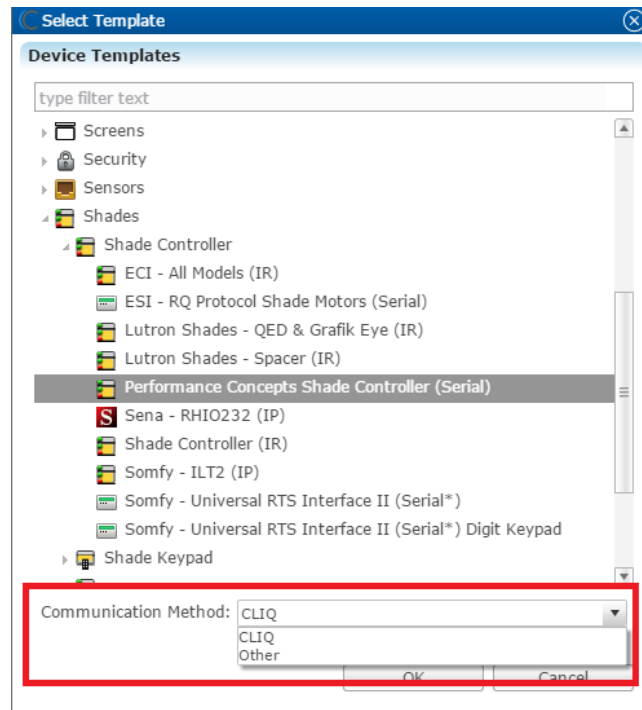 Select Template
Device Templates
type filter text
Screens
Security
Sensors
Shades
Shade Controller
ECI - All Models (IR)
ESI - RQ Protocol Shade Motors (Serial)
Lutron Shades - QED & Grafik Eye (IR)
Lutron Shades - Spacer (IR)
Performance Concepts Shade Controller (Serial)
S Sena - RHIO232 (IP)
Shade Controller (IR)
Somfy - ILT2 (IP)
Somfy - Universal RTS Interface II (Serial*)
Somfy - Universal RTS Interface II (Serial*) Digit Keypad
Shade Keypad
Communication Method: CLIQ
CLIQ
Other
OK Cancel